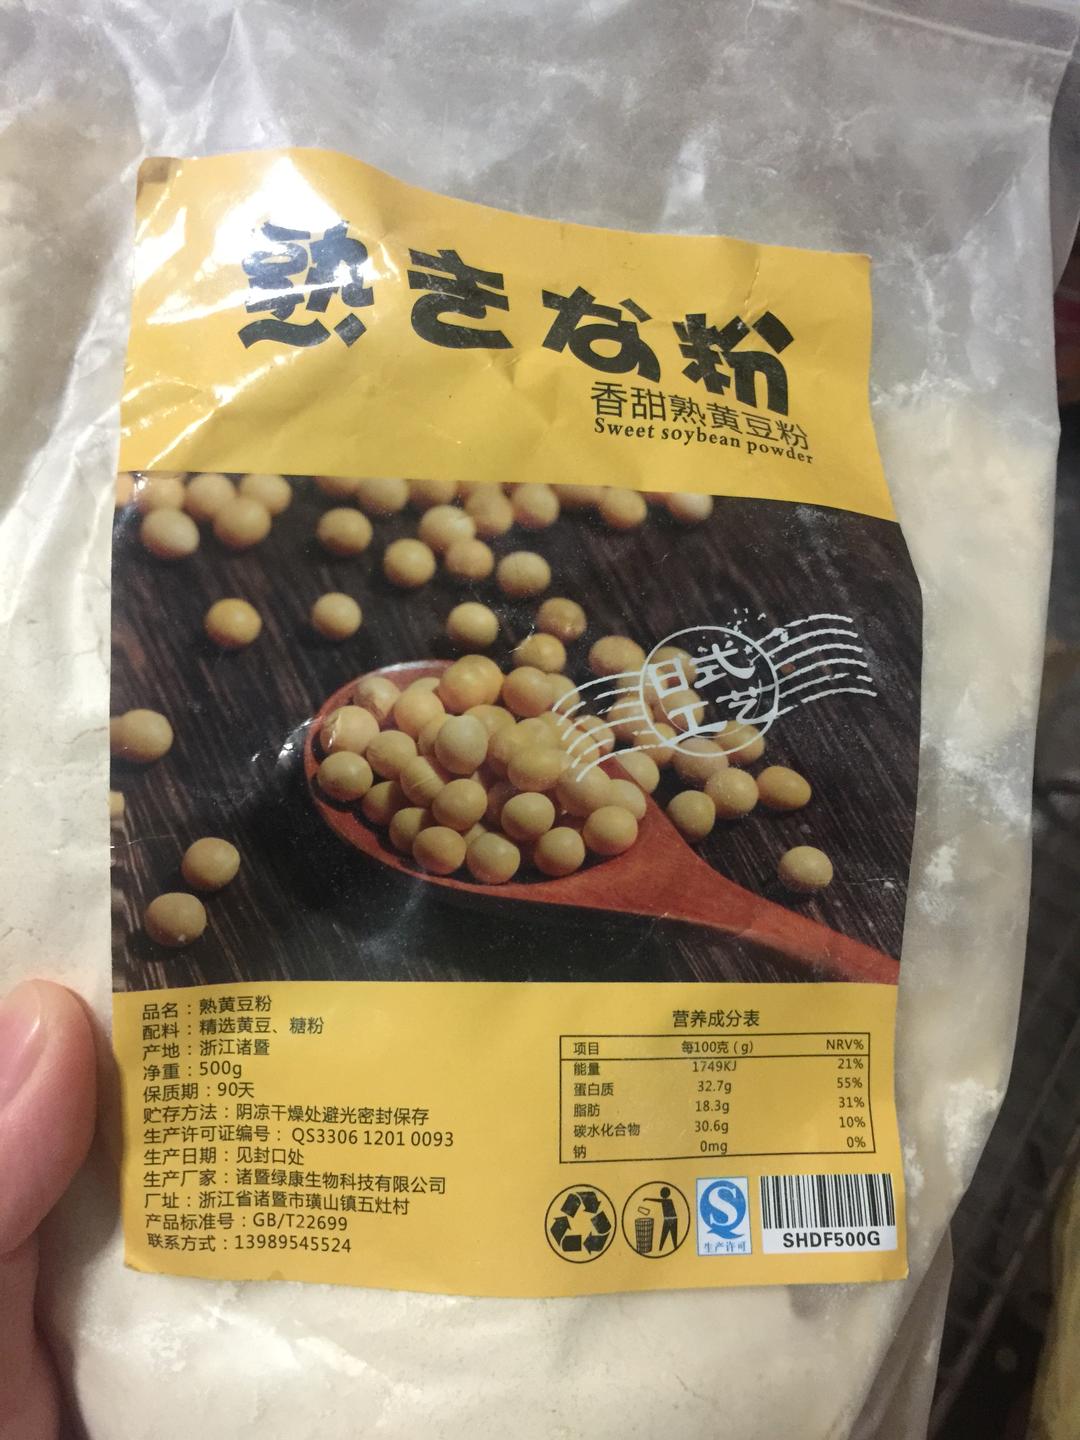 熟きな粉
香甜熟黄豆粉
Sweet soybean powder
日式
工艺
品名：熟黄豆粉
配料：精选黄豆、糖粉
产地：浙江诸暨
净重：500g
保质期：90天
贮存方法：阴凉干燥处避光密封保存
生产许可证编号： QS3306 1201 0093
生产日期：见封口处
生产厂家：诸暨绿康生物科技有限公司
厂址：浙江省诸暨市璜山镇五灶村
产品标准号：GB/T22699
联系方式：13989545524
营养成分表
项目 每100克（g） NRV%
能量 1749KJ 21%
蛋白质 32.7g 55%
脂肪 18.3g 31%
碳水化合物 30.6g 10%
钠 0mg 0%
生产许可
SHDF500G